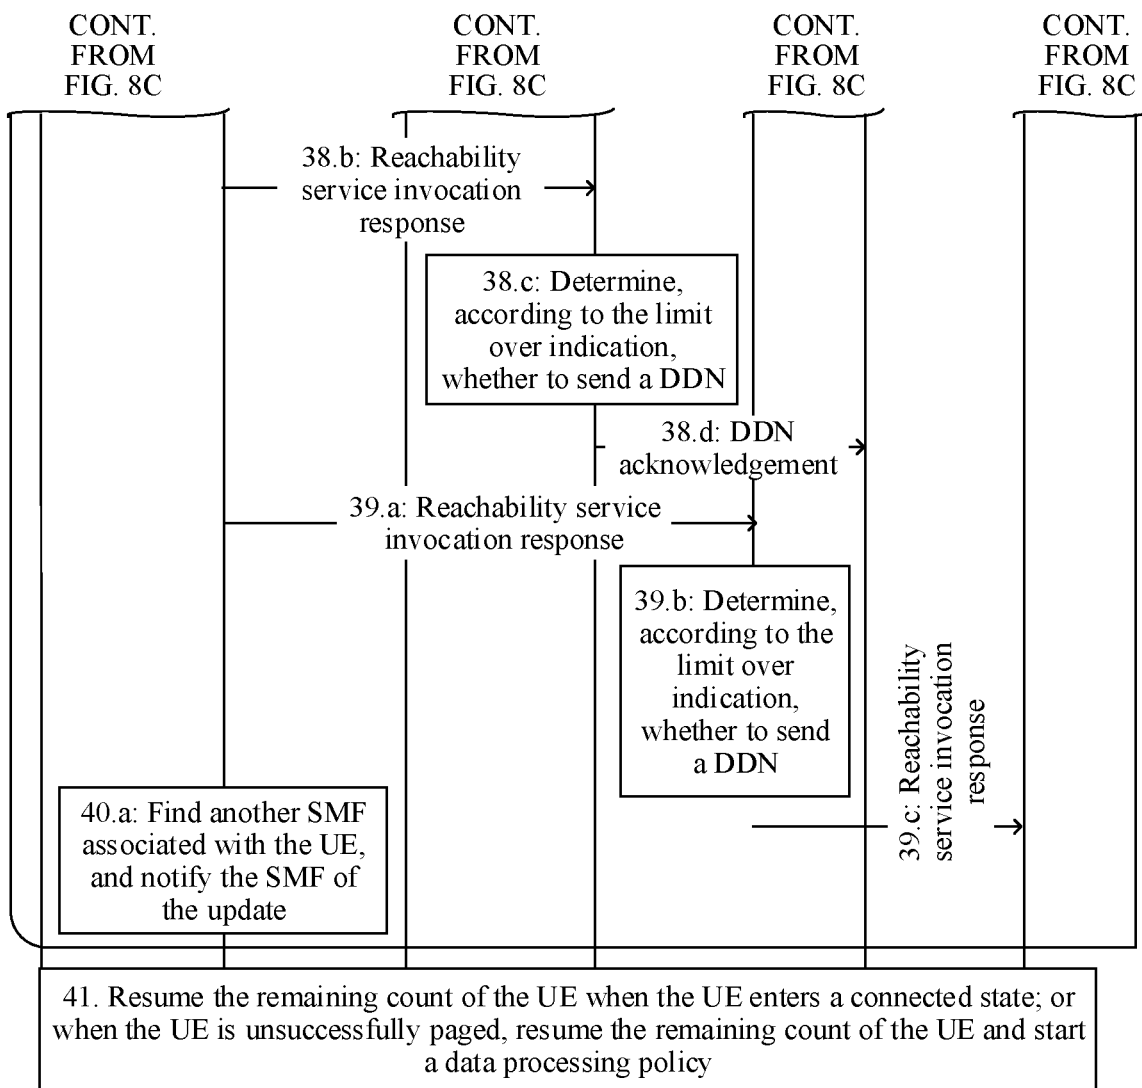 CONT.
FROM
FIG. 8C
CONT.
FROM
FIG. 8C
CONT.
FROM
FIG. 8C
CONT.
FROM
FIG. 8C
38.b: Reachability
service invocation
response
38.c: Determine,
according to the limit
over indication,
whether to send a DDN
38.d: DDN
acknowledgement
39.a: Reachability service
invocation response
39.b: Determine,
according to the
limit over
indication,
whether to send
a DDN
39.c: Reachability
service invocation
response
40.a: Find another SMF
associated with the UE,
and notify the SMF of
the update
41. Resume the remaining count of the UE when the UE enters a connected state; or
when the UE is unsuccessfully paged, resume the remaining count of the UE and start
a data processing policy